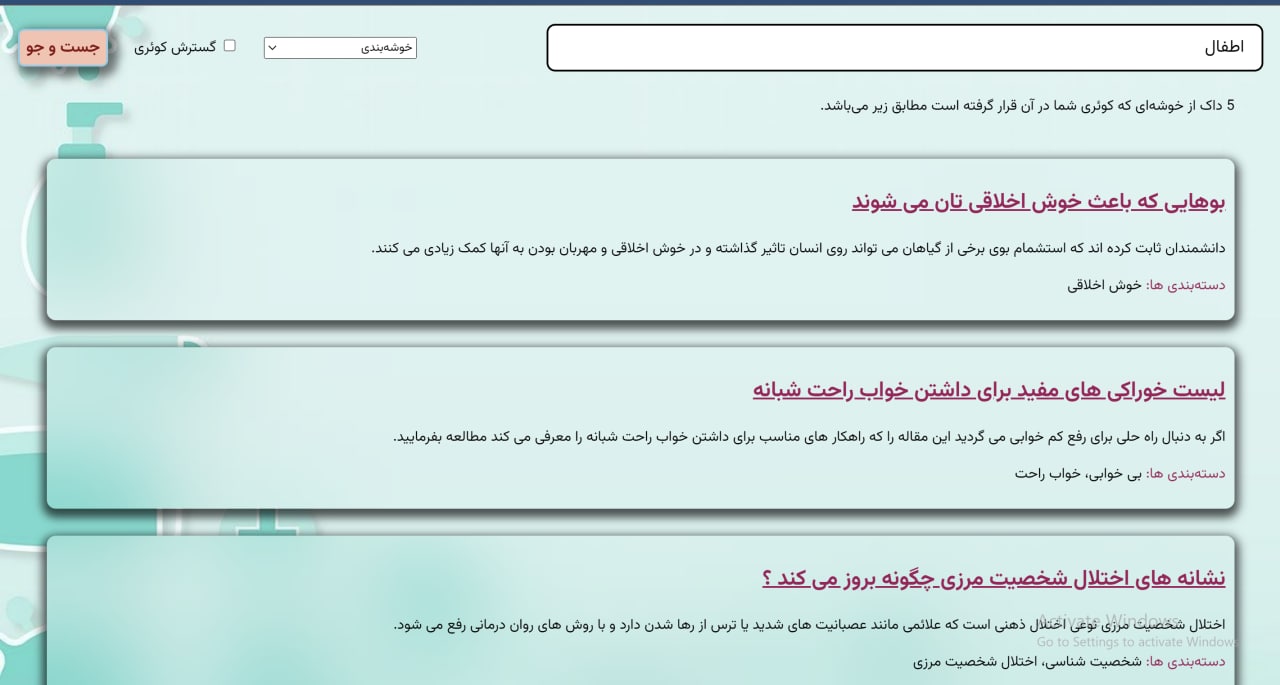 اطفال
خوشه‌بندی
گسترش کوئری
جست و جو
5 داک از خوشه‌ای که کوئری شما در آن قرار گرفته است مطابق زیر می‌باشد.
بوهایی که باعث خوش اخلاقی تان می شوند
دانشمندان ثابت کرده اند که استشمام بوی برخی از گیاهان می تواند روی انسان تاثیر گذاشته و در خوش اخلاقی و مهربان بودن به آنها کمک زیادی می کنند.
دسته‌بندی ها: خوش اخلاقی
لیست خوراکی های مفید برای داشتن خواب راحت شبانه
اگر به دنبال راه حلی برای رفع کم خوابی می گردید این مقاله را که راهکار های مناسب برای داشتن خواب راحت شبانه را معرفی می کند مطالعه بفرمایید.
دسته‌بندی ها: بی خوابی، خواب راحت
نشانه های اختلال شخصیت مرزی چگونه بروز می کند ؟
اختلال شخصیت مرزی نوعی اختلال ذهنی است که علائمی مانند عصبانیت های شدید یا ترس از رها شدن دارد و با روش های روان درمانی رفع می شود.
دسته‌بندی ها: شخصیت شناسی، اختلال شخصیت مرزی
Activate Windows
Go to Settings to activate Windows.